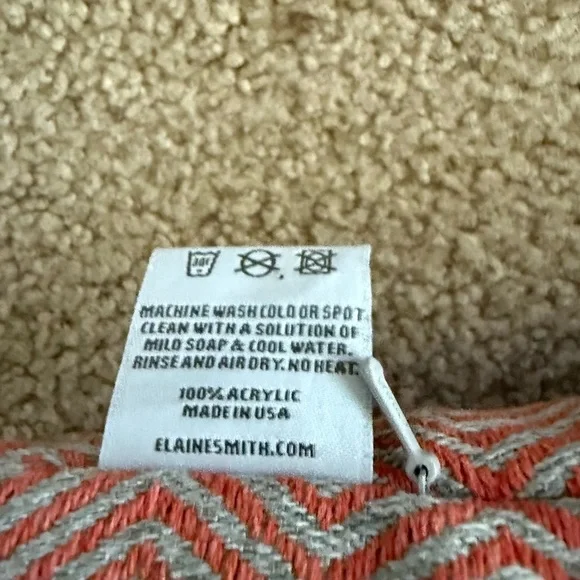 MACHINE WASH COLD OR SPOT
CLEAN WITH A SOLUTION OF
MILD SOAP & COOL WATER.
RINSE AND AIR DRY. NO HEAT.
100% ACRYLIC
MADE IN USA
ELAINESMITH.COM